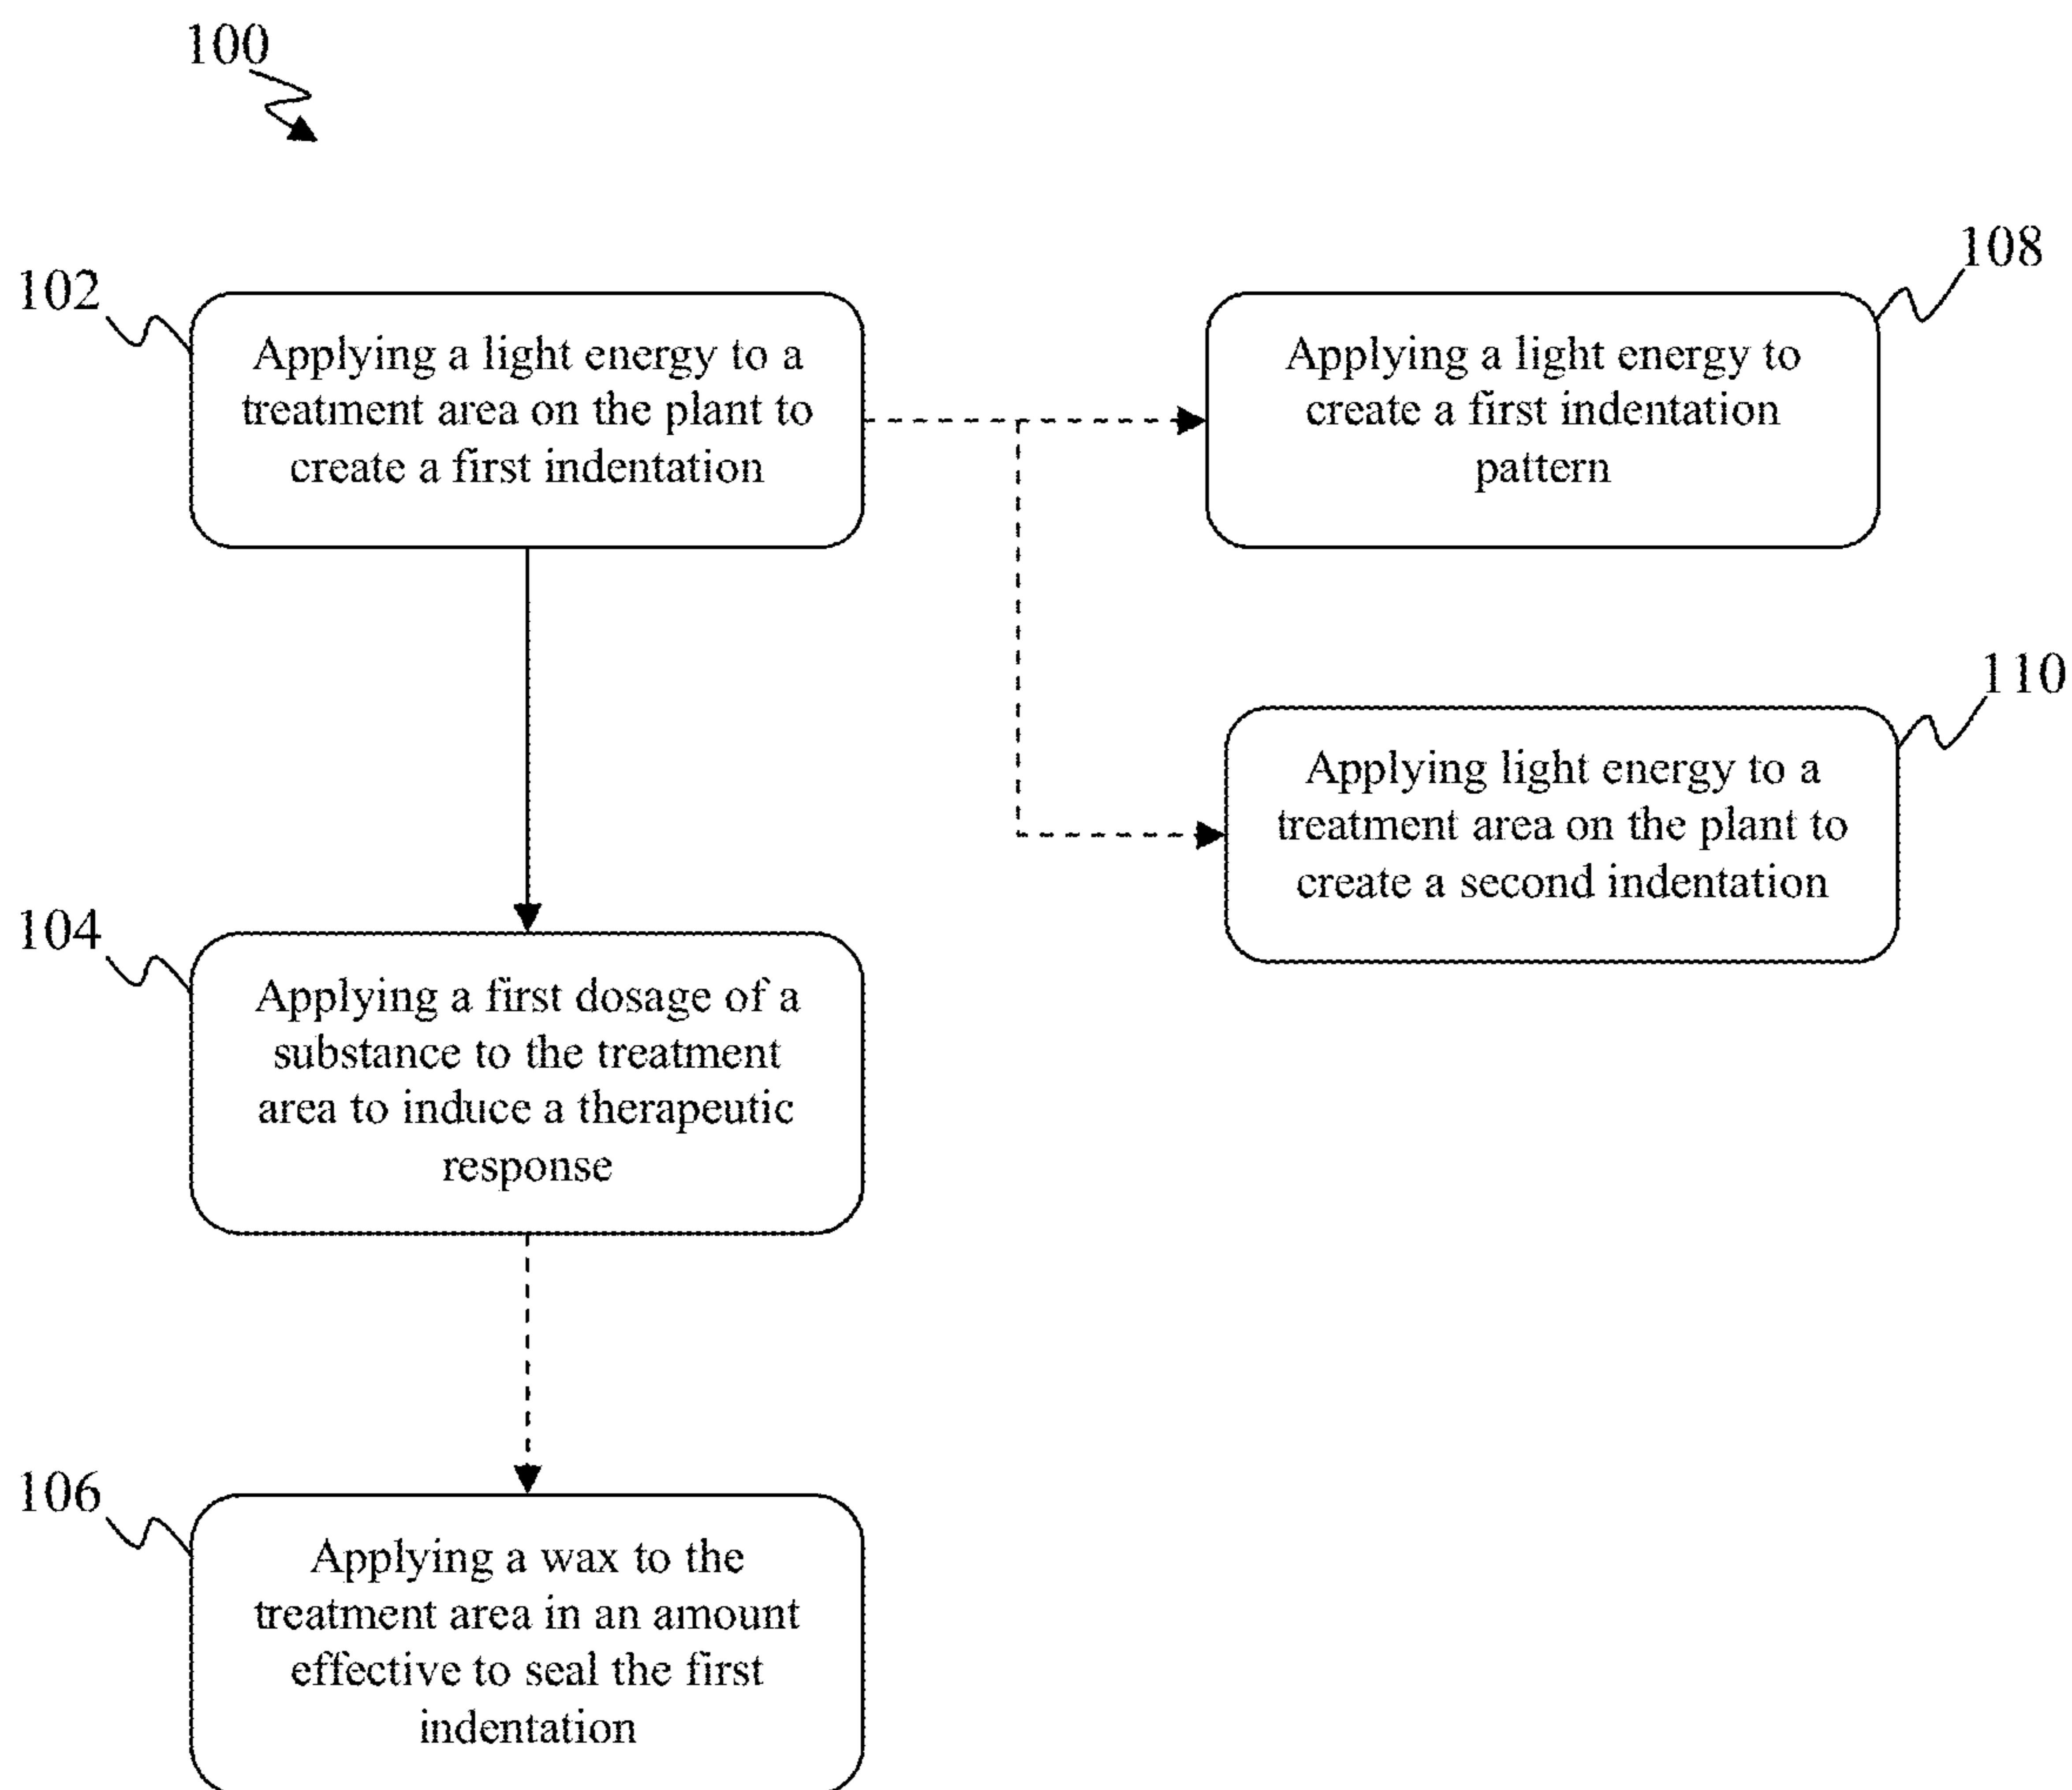 100
102
Applying a light energy to a
treatment area on the plant to
create a first indentation
108
Applying a light energy to
create a first indentation
pattern
110
Applying light energy to a
treatment area on the plant to
create a second indentation
104
Applying a first dosage of a
substance to the treatment
area to induce a therapeutic
response
106
Applying a wax to the
treatment area in an amount
effective to seal the first
indentation